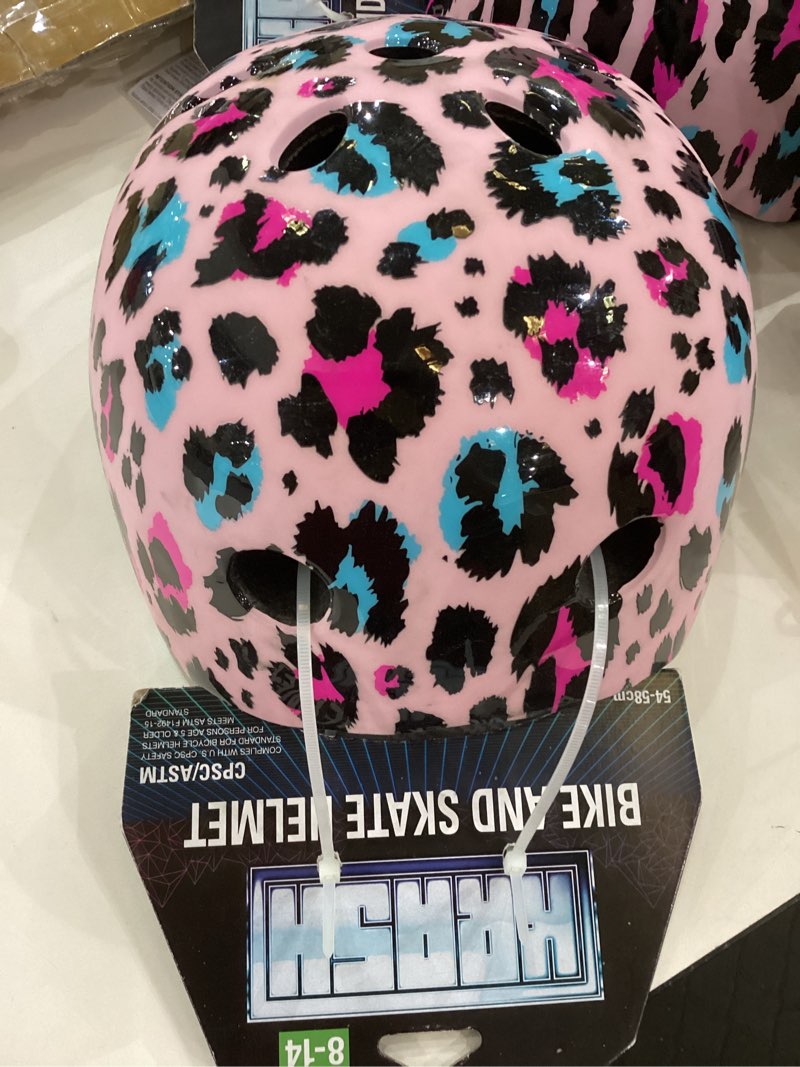 8-14
KRASH
BIKE AND SKATE HELMET
CPSC/ASTM
COMPLIES WITH U.S. CPSC SAFETY
STANDARD FOR BICYCLE HELMETS
FOR PERSONS AGE 5 & OLDER
MEETS ASTM F1492-15
STANDARD
54-58cm